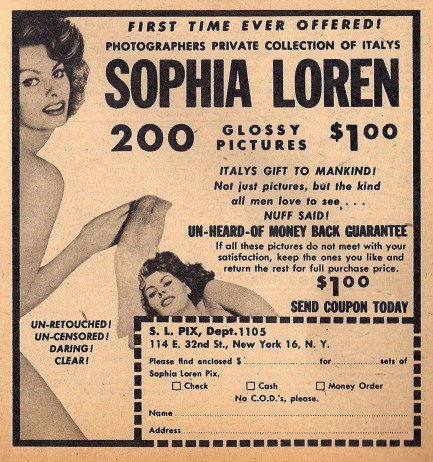 FIRST TIME EVER OFFERED!
PHOTOGRAPHERS PRIVATE COLLECTION OF ITALYS
SOPHIA LOREN
200 GLOSSY PICTURES $1.00
ITALYS GIFT TO MANKIND!
Not just pictures, but the kind
all men love to see . . .
NUFF SAID!
UN-HEARD-OF MONEY BACK GUARANTEE
If all these pictures do not meet with your
satisfaction, keep the ones you like and
return the rest for full purchase price.
$1.00
SEND COUPON TODAY
UN-RETOUCHED!
UN-CENSORED!
DARING!
CLEAR!
S. L. PIX, Dept.1105
114 E. 32nd St., New York 16, N. Y.
Please find enclosed $ for sets of
Sophia Loren Pix.
Check Cash Money Order
No C.O.D.'s, please.
Name
Address